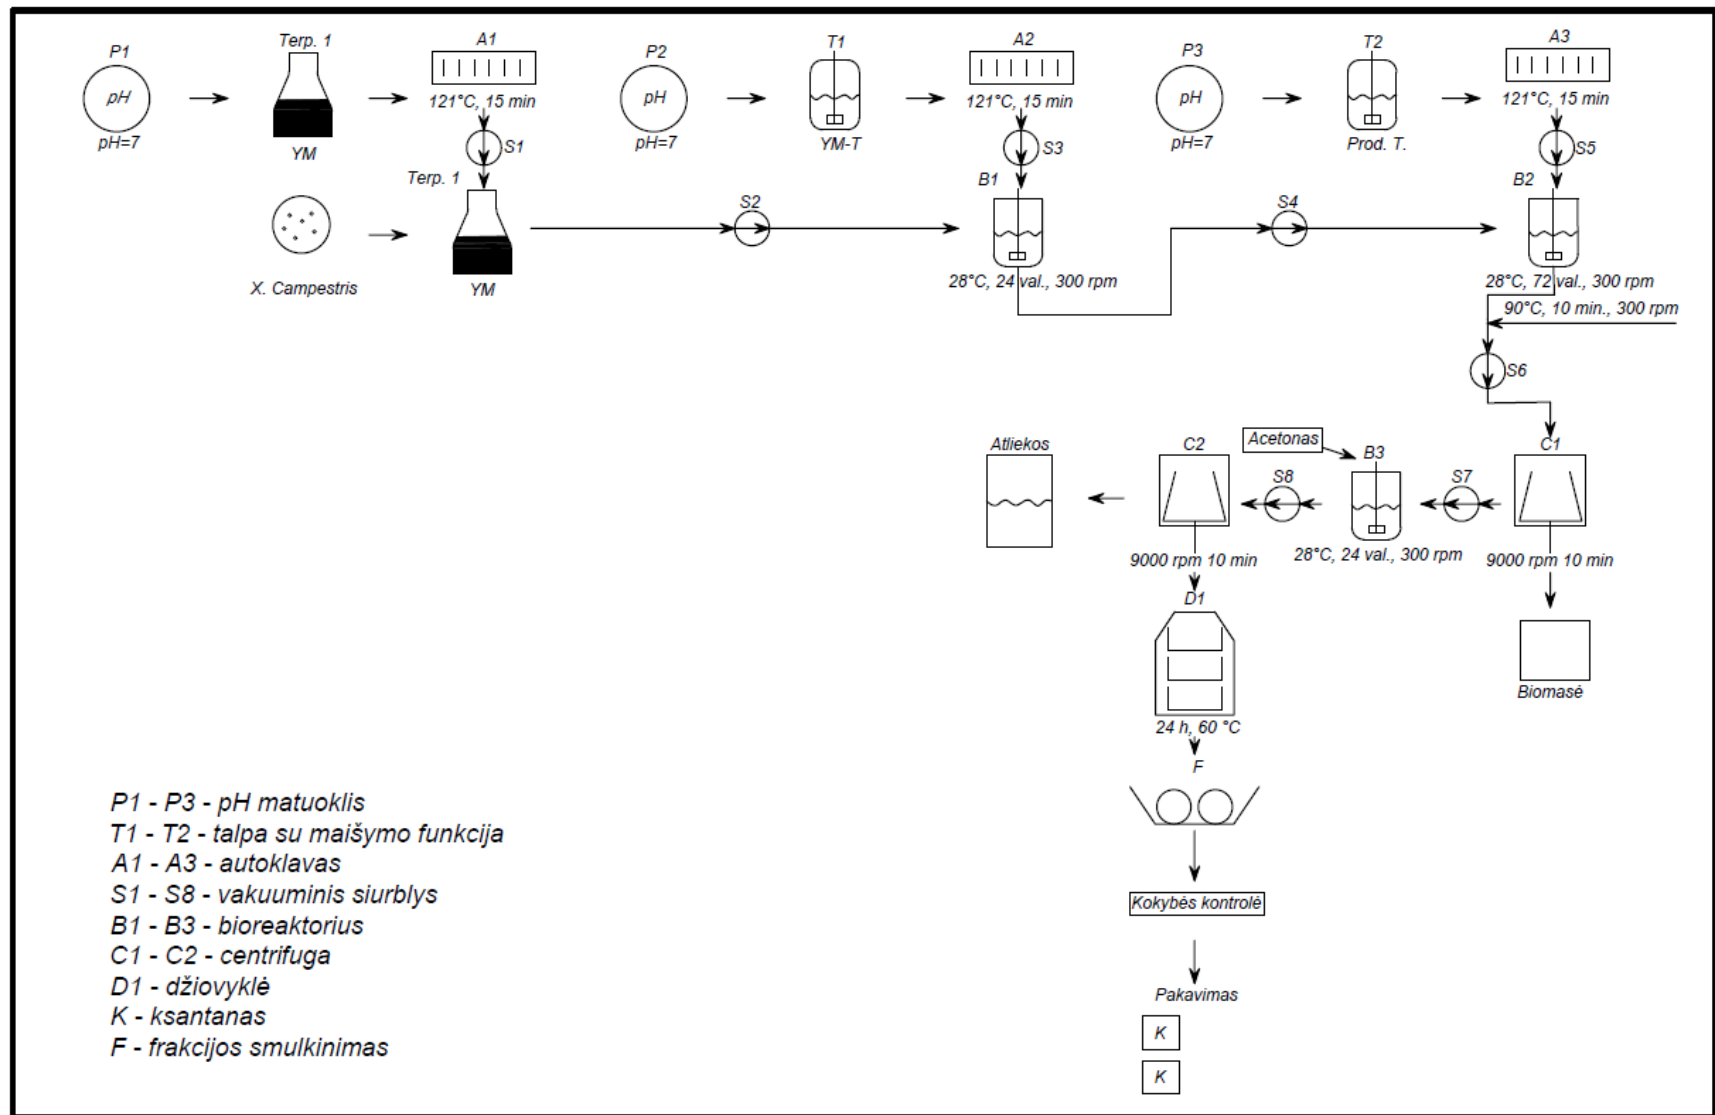 P1
Terp. 1
A1
P2
T1
A2
P3
T2
A3
pH
pH
pH
121°C, 15 min
121°C, 15 min
121°C, 15 min
pH=7
YM
S1
pH=7
YM-T
S3
pH=7
Prod. T.
S5
Terp. 1
B1
B2
S2
S4
X. Campestris
YM
28°C, 24 val., 300 rpm
28°C, 72 val., 300 rpm
90°C, 10 min., 300 rpm
S6
Atliekos
C2
Acetonas
B3
C1
S8
S7
9000 rpm 10 min
28°C, 24 val., 300 rpm
9000 rpm 10 min
D1
Biomasė
24 h, 60 °C
F
Kokybės kontrolė
Pakavimas
K
K
P1 - P3 - pH matuoklis
T1 - T2 - talpa su maišymo funkcija
A1 - A3 - autoklavas
S1 - S8 - vakuuminis siurblys
B1 - B3 - bioreaktorius
C1 - C2 - centrifuga
D1 - džiovyklė
K - ksantanas
F - frakcijos smulkinimas